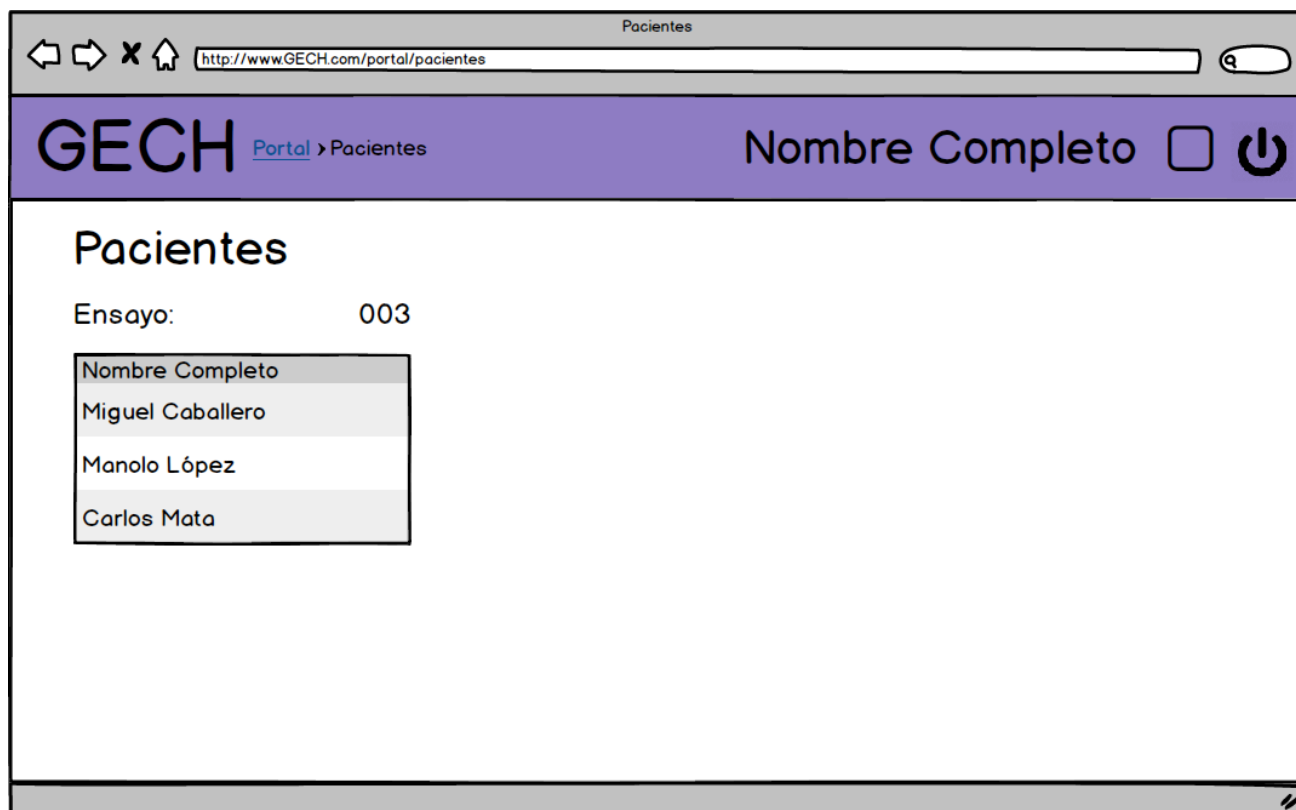 Pacientes
http://www.GECH.com/portal/pacientes
GECH Portal > Pacientes Nombre Completo
Pacientes
Ensayo: 003
Nombre Completo
Miguel Caballero
Manolo López
Carlos Mata